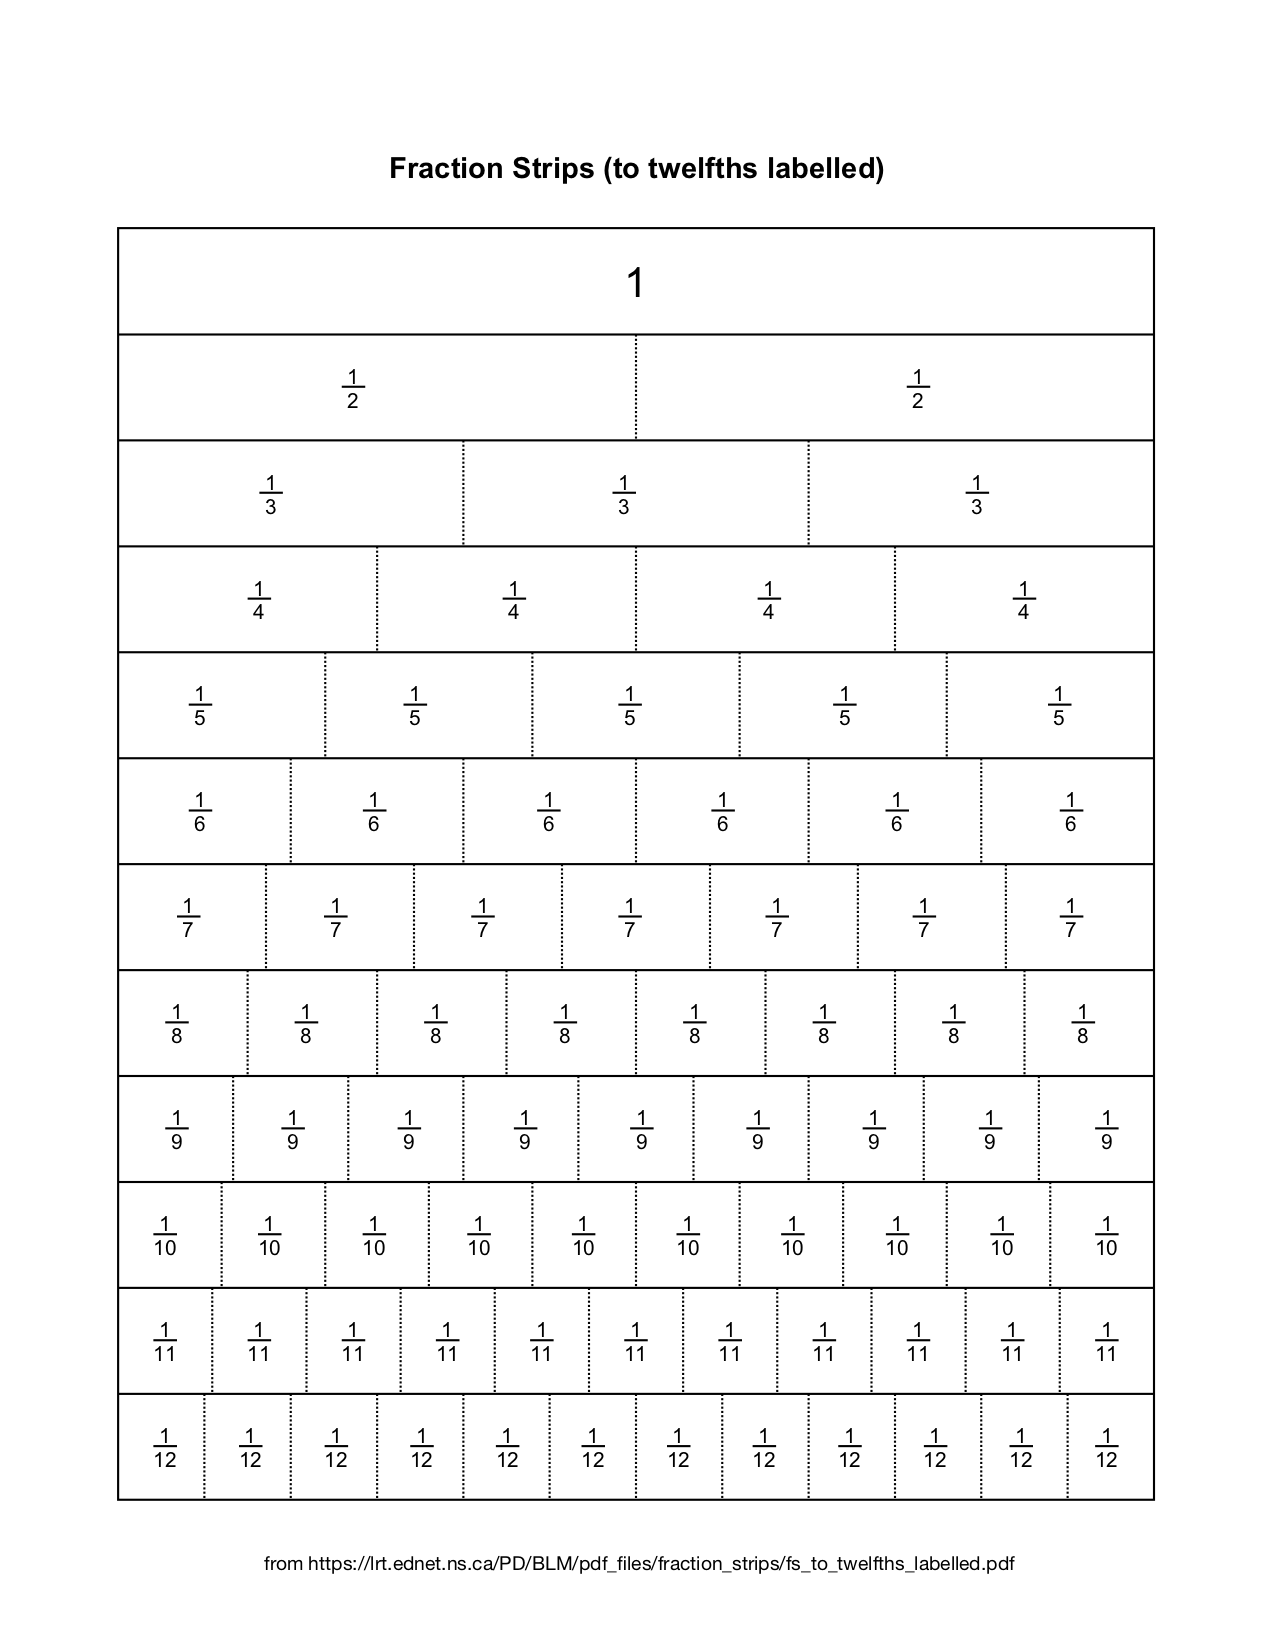 Fraction Strips (to twelfths labelled)
1
1/2 1/2
1/3 1/3 1/3
1/4 1/4 1/4 1/4
1/5 1/5 1/5 1/5 1/5
1/6 1/6 1/6 1/6 1/6 1/6
1/7 1/7 1/7 1/7 1/7 1/7 1/7
1/8 1/8 1/8 1/8 1/8 1/8 1/8 1/8
1/9 1/9 1/9 1/9 1/9 1/9 1/9 1/9 1/9
1/10 1/10 1/10 1/10 1/10 1/10 1/10 1/10 1/10 1/10
1/11 1/11 1/11 1/11 1/11 1/11 1/11 1/11 1/11 1/11 1/11
1/12 1/12 1/12 1/12 1/12 1/12 1/12 1/12 1/12 1/12 1/12 1/12
from https://lrt.ednet.ns.ca/PD/BLM/pdf_files/fraction_strips/fs_to_twelfths_labelled.pdf